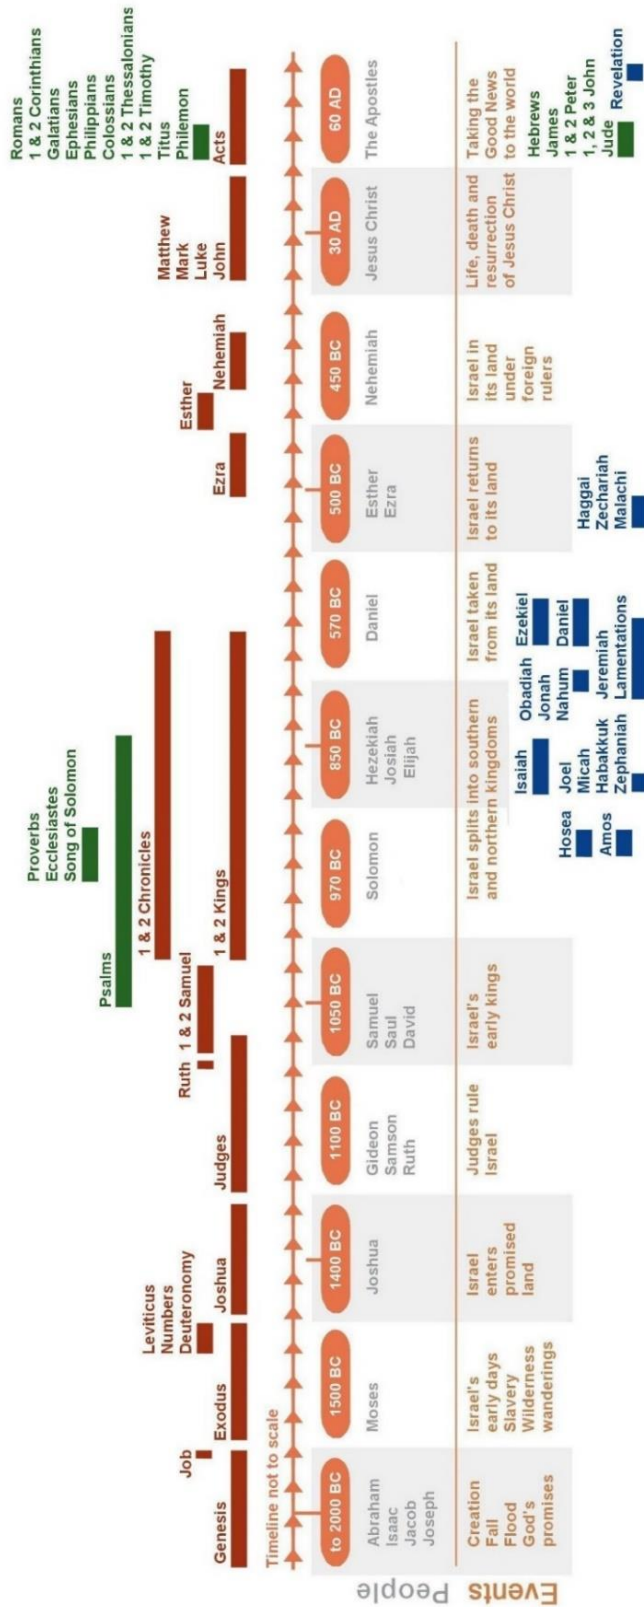 Proverbs
Ecclesiastes
Song of Solomon
Psalms
1 & 2 Chronicles
Romans
1 & 2 Corinthians
Galatians
Ephesians
Philippians
Colossians
1 & 2 Thessalonians
1 & 2 Timothy
Titus
Philemon
Leviticus
Numbers
Deuteronomy
Job
Ruth
1 & 2 Samuel
Esther
Matthew
Mark
Luke
John
Genesis
Exodus
Joshua
Judges
1 & 2 Kings
Ezra
Nehemiah
Acts
Timeline not to scale
to 2000 BC
1500 BC
1400 BC
1100 BC
1050 BC
970 BC
850 BC
570 BC
500 BC
450 BC
30 AD
60 AD
People
Abraham
Isaac
Jacob
Joseph
Moses
Joshua
Gideon
Samson
Ruth
Samuel
Saul
David
Solomon
Hezekiah
Josiah
Elijah
Daniel
Esther
Ezra
Nehemiah
Jesus Christ
The Apostles
Events
Creation
Fall
Flood
God's
promises
Israel's
early days
Slavery
Wilderness
wanderings
Israel
enters
promised
land
Judges rule
Israel
Israel's
early kings
Israel splits into southern
and northern kingdoms
Israel taken
from its land
Israel returns
to its land
Israel in
its land
under
foreign
rulers
Life, death and
resurrection
of Jesus Christ
Taking the
Good News
to the world
Hosea
Amos
Isaiah
Joel
Micah
Habakkuk
Zephaniah
Obadiah
Jonah
Nahum
Jeremiah
Lamentations
Ezekiel
Daniel
Haggai
Zechariah
Malachi
Hebrews
James
1 & 2 Peter
1, 2 & 3 John
Jude
Revelation